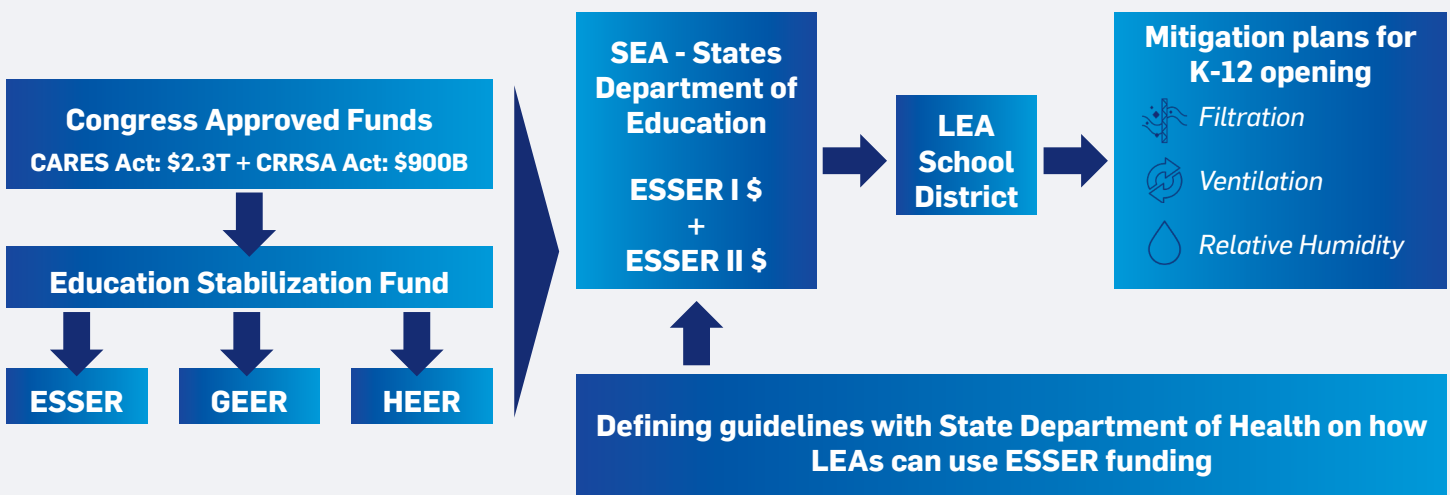 Congress Approved Funds
CARES Act: $2.3T + CRRSA Act: $900B
Education Stabilization Fund
ESSER
GEER
HEER
SEA - States
Department of
Education
ESSER I $
+
ESSER II $
LEA
School
District
Mitigation plans for
K-12 opening
Filtration
Ventilation
Relative Humidity
Defining guidelines with State Department of Health on how
LEAs can use ESSER funding